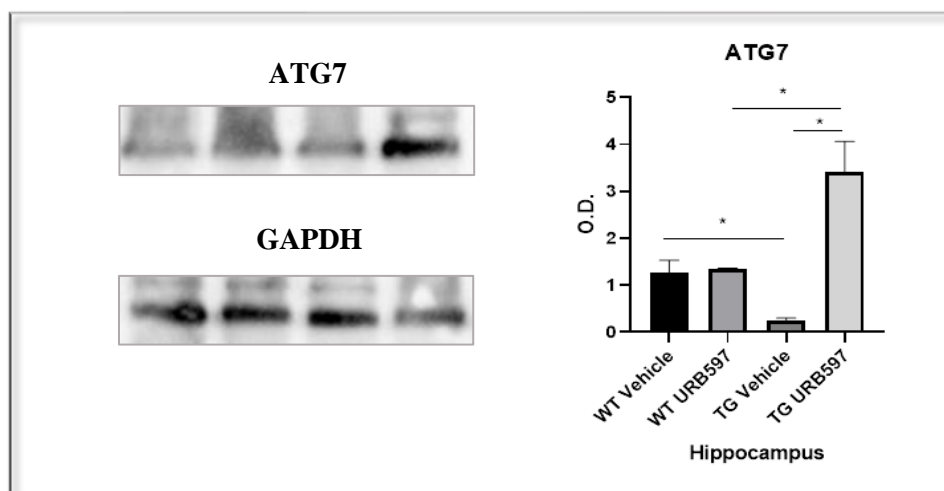 ATG7
GAPDH
ATG7
5
4
3
2
1
0
O.D.
*
*
*
WT Vehicle
WT URB597
TG Vehicle
TG URB597
Hippocampus